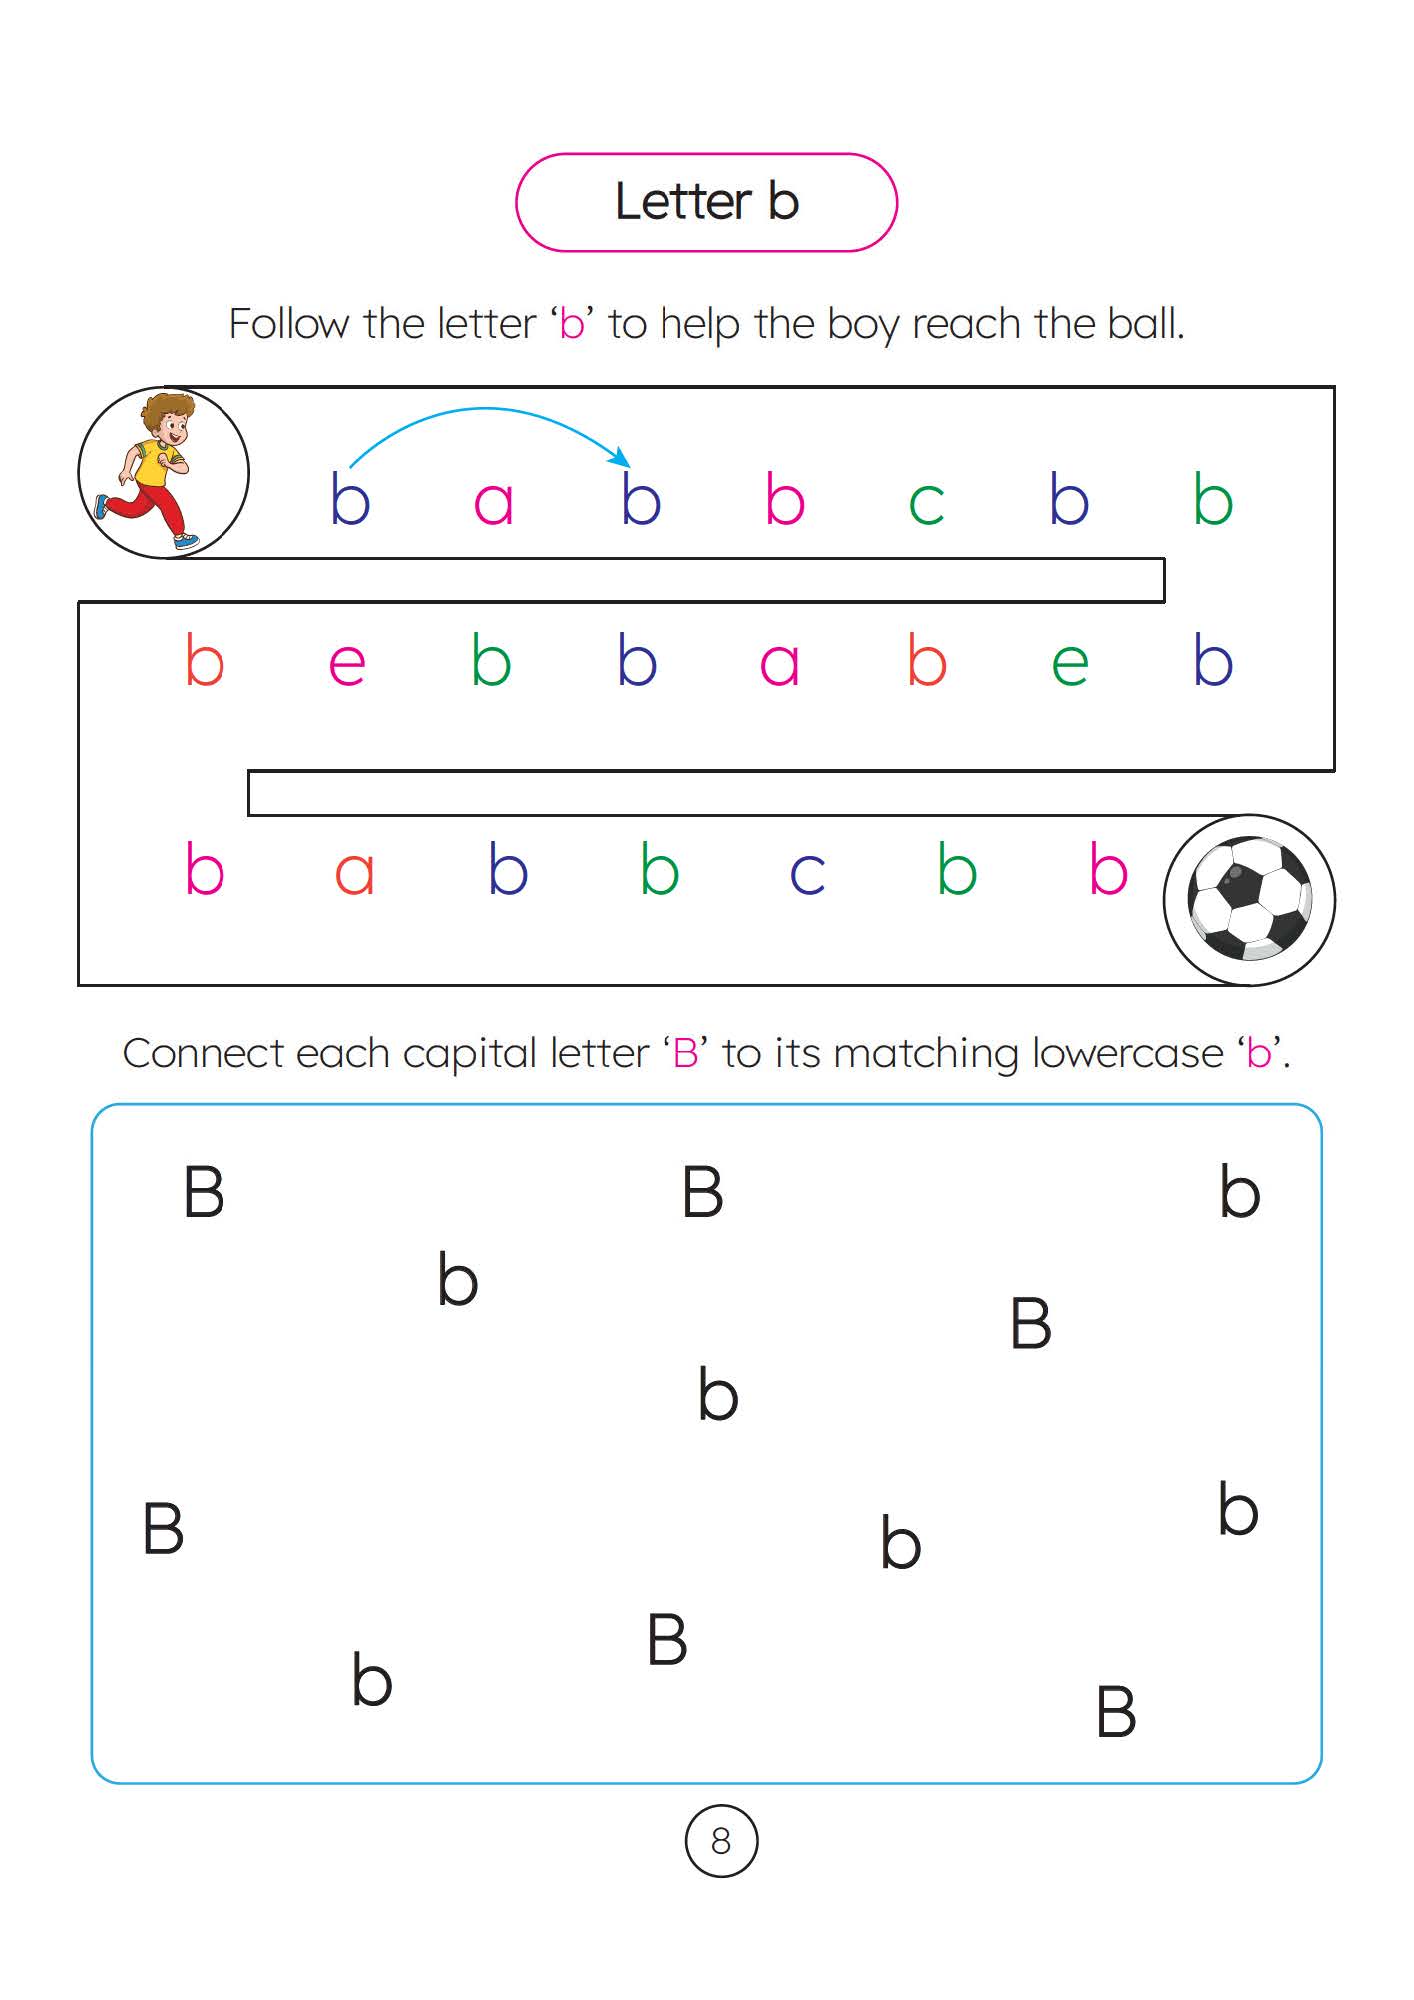 Letter b
Follow the letter ‘b’ to help the boy reach the ball.
b a b b c b b
b e b b a b e b
b a b b c b b
Connect each capital letter ‘B’ to its matching lowercase ‘b’.
B B b
b
B
b
b
B
b
B
b
B
8